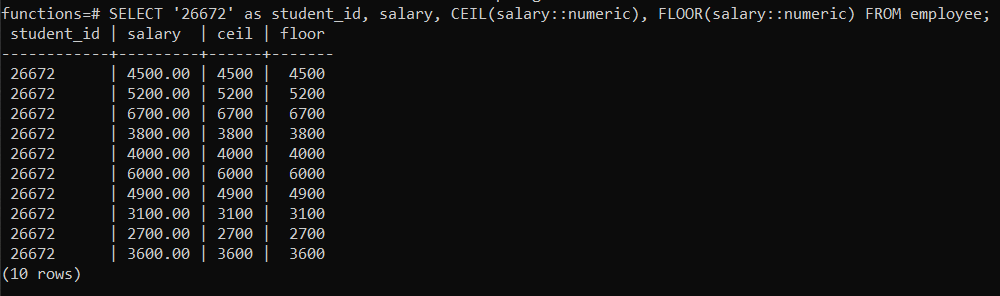 functions=# SELECT '26672' as student_id, salary, CEIL(salary::numeric), FLOOR(salary::numeric) FROM employee;
 student_id | salary  | ceil | floor
------------+---------+------+-------
 26672      | 4500.00 | 4500 |  4500
 26672      | 5200.00 | 5200 |  5200
 26672      | 6700.00 | 6700 |  6700
 26672      | 3800.00 | 3800 |  3800
 26672      | 4000.00 | 4000 |  4000
 26672      | 6000.00 | 6000 |  6000
 26672      | 4900.00 | 4900 |  4900
 26672      | 3100.00 | 3100 |  3100
 26672      | 2700.00 | 2700 |  2700
 26672      | 3600.00 | 3600 |  3600
(10 rows)